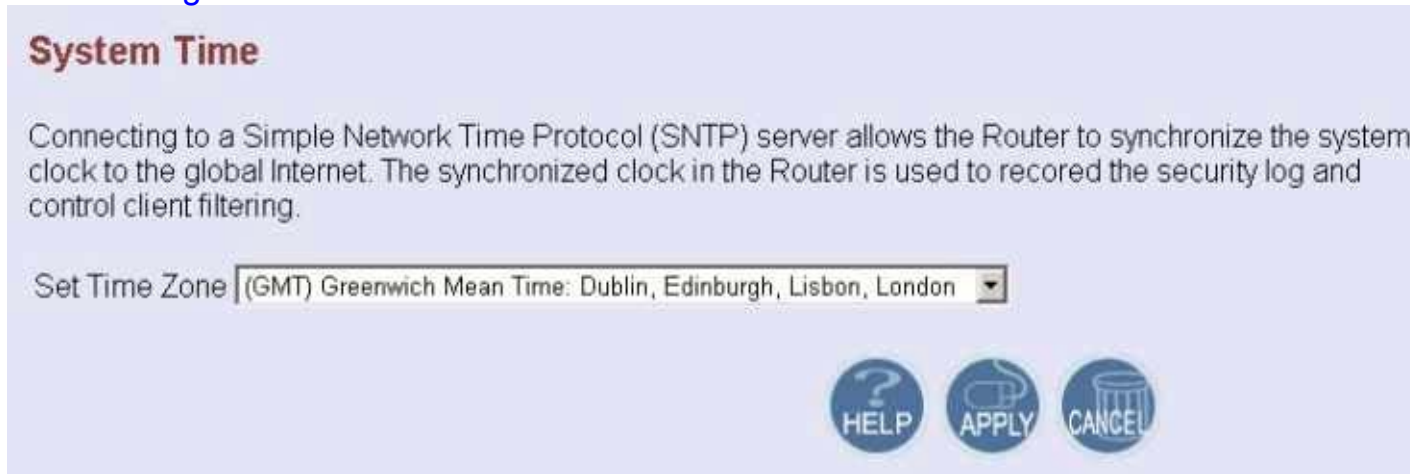 System Time
Connecting to a Simple Network Time Protocol (SNTP) server allows the Router to synchronize the system
clock to the global Internet. The synchronized clock in the Router is used to recored the security log and
control client filtering.
Set Time Zone (GMT) Greenwich Mean Time: Dublin, Edinburgh, Lisbon, London
HELP APPLY CANCEL